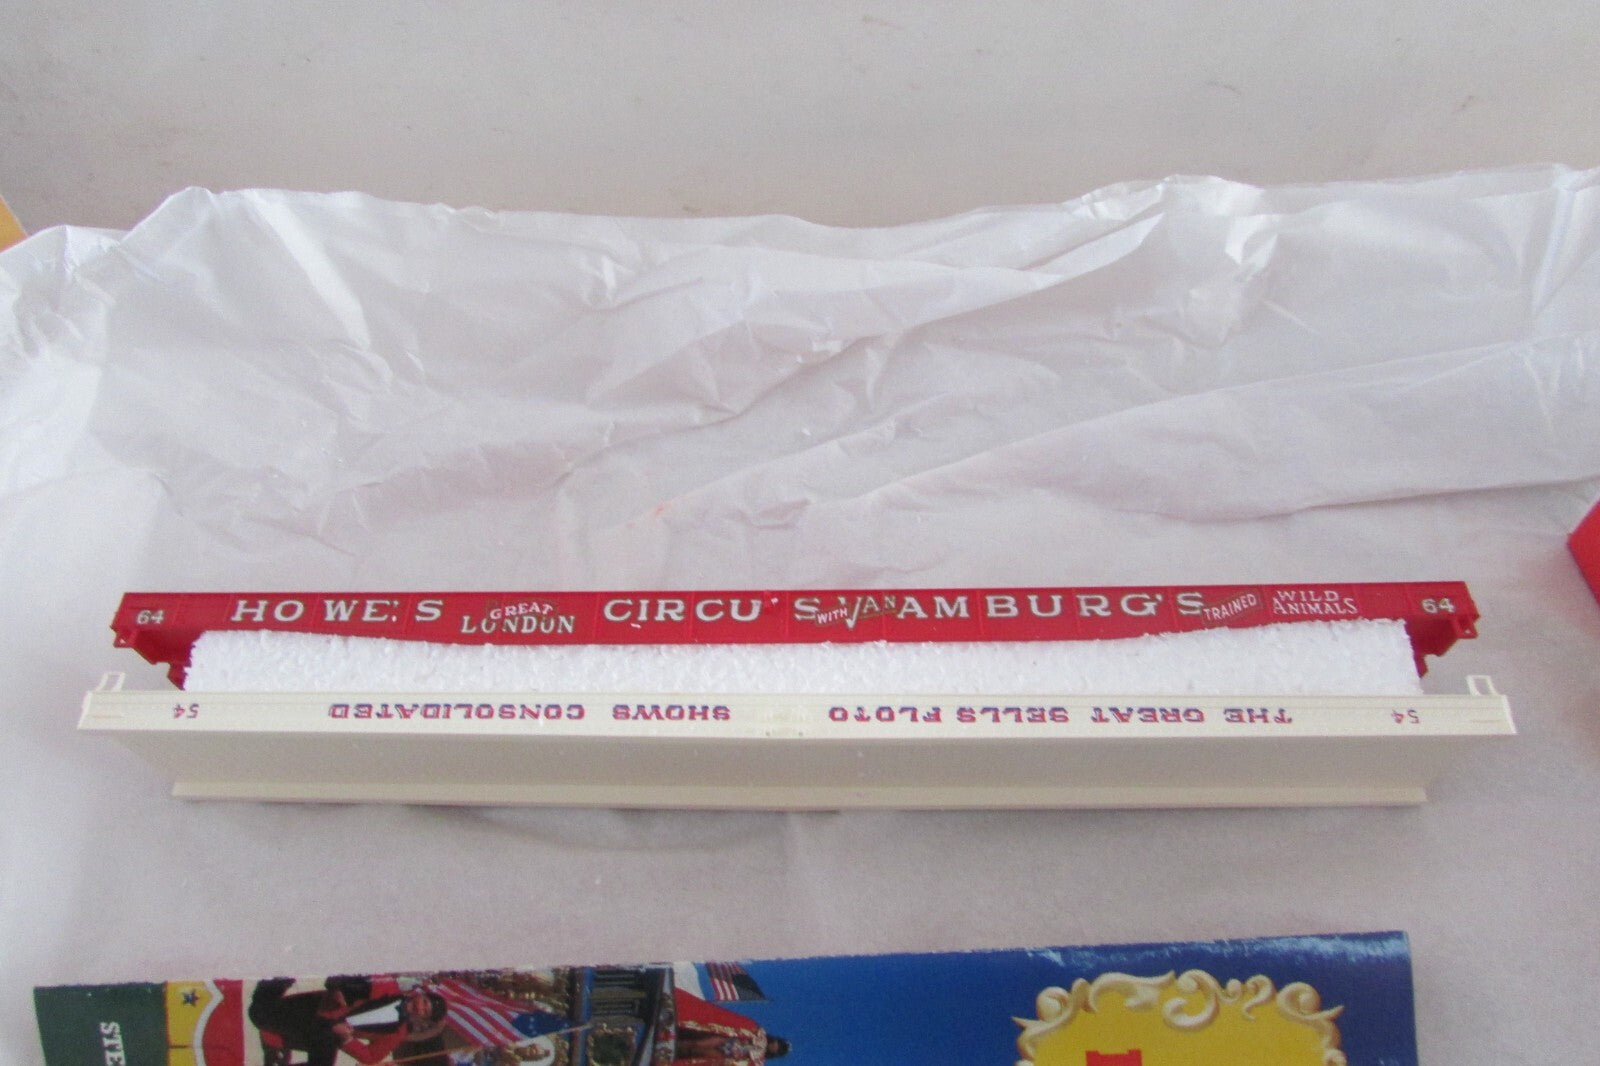 64 HOWE'S GREAT LONDON CIRCUS WITH VAN AMBURG'S TRAINED WILD ANIMALS 64
54 THE GREAT SELLS FLOTO SHOWS CONSOLIDATED 54